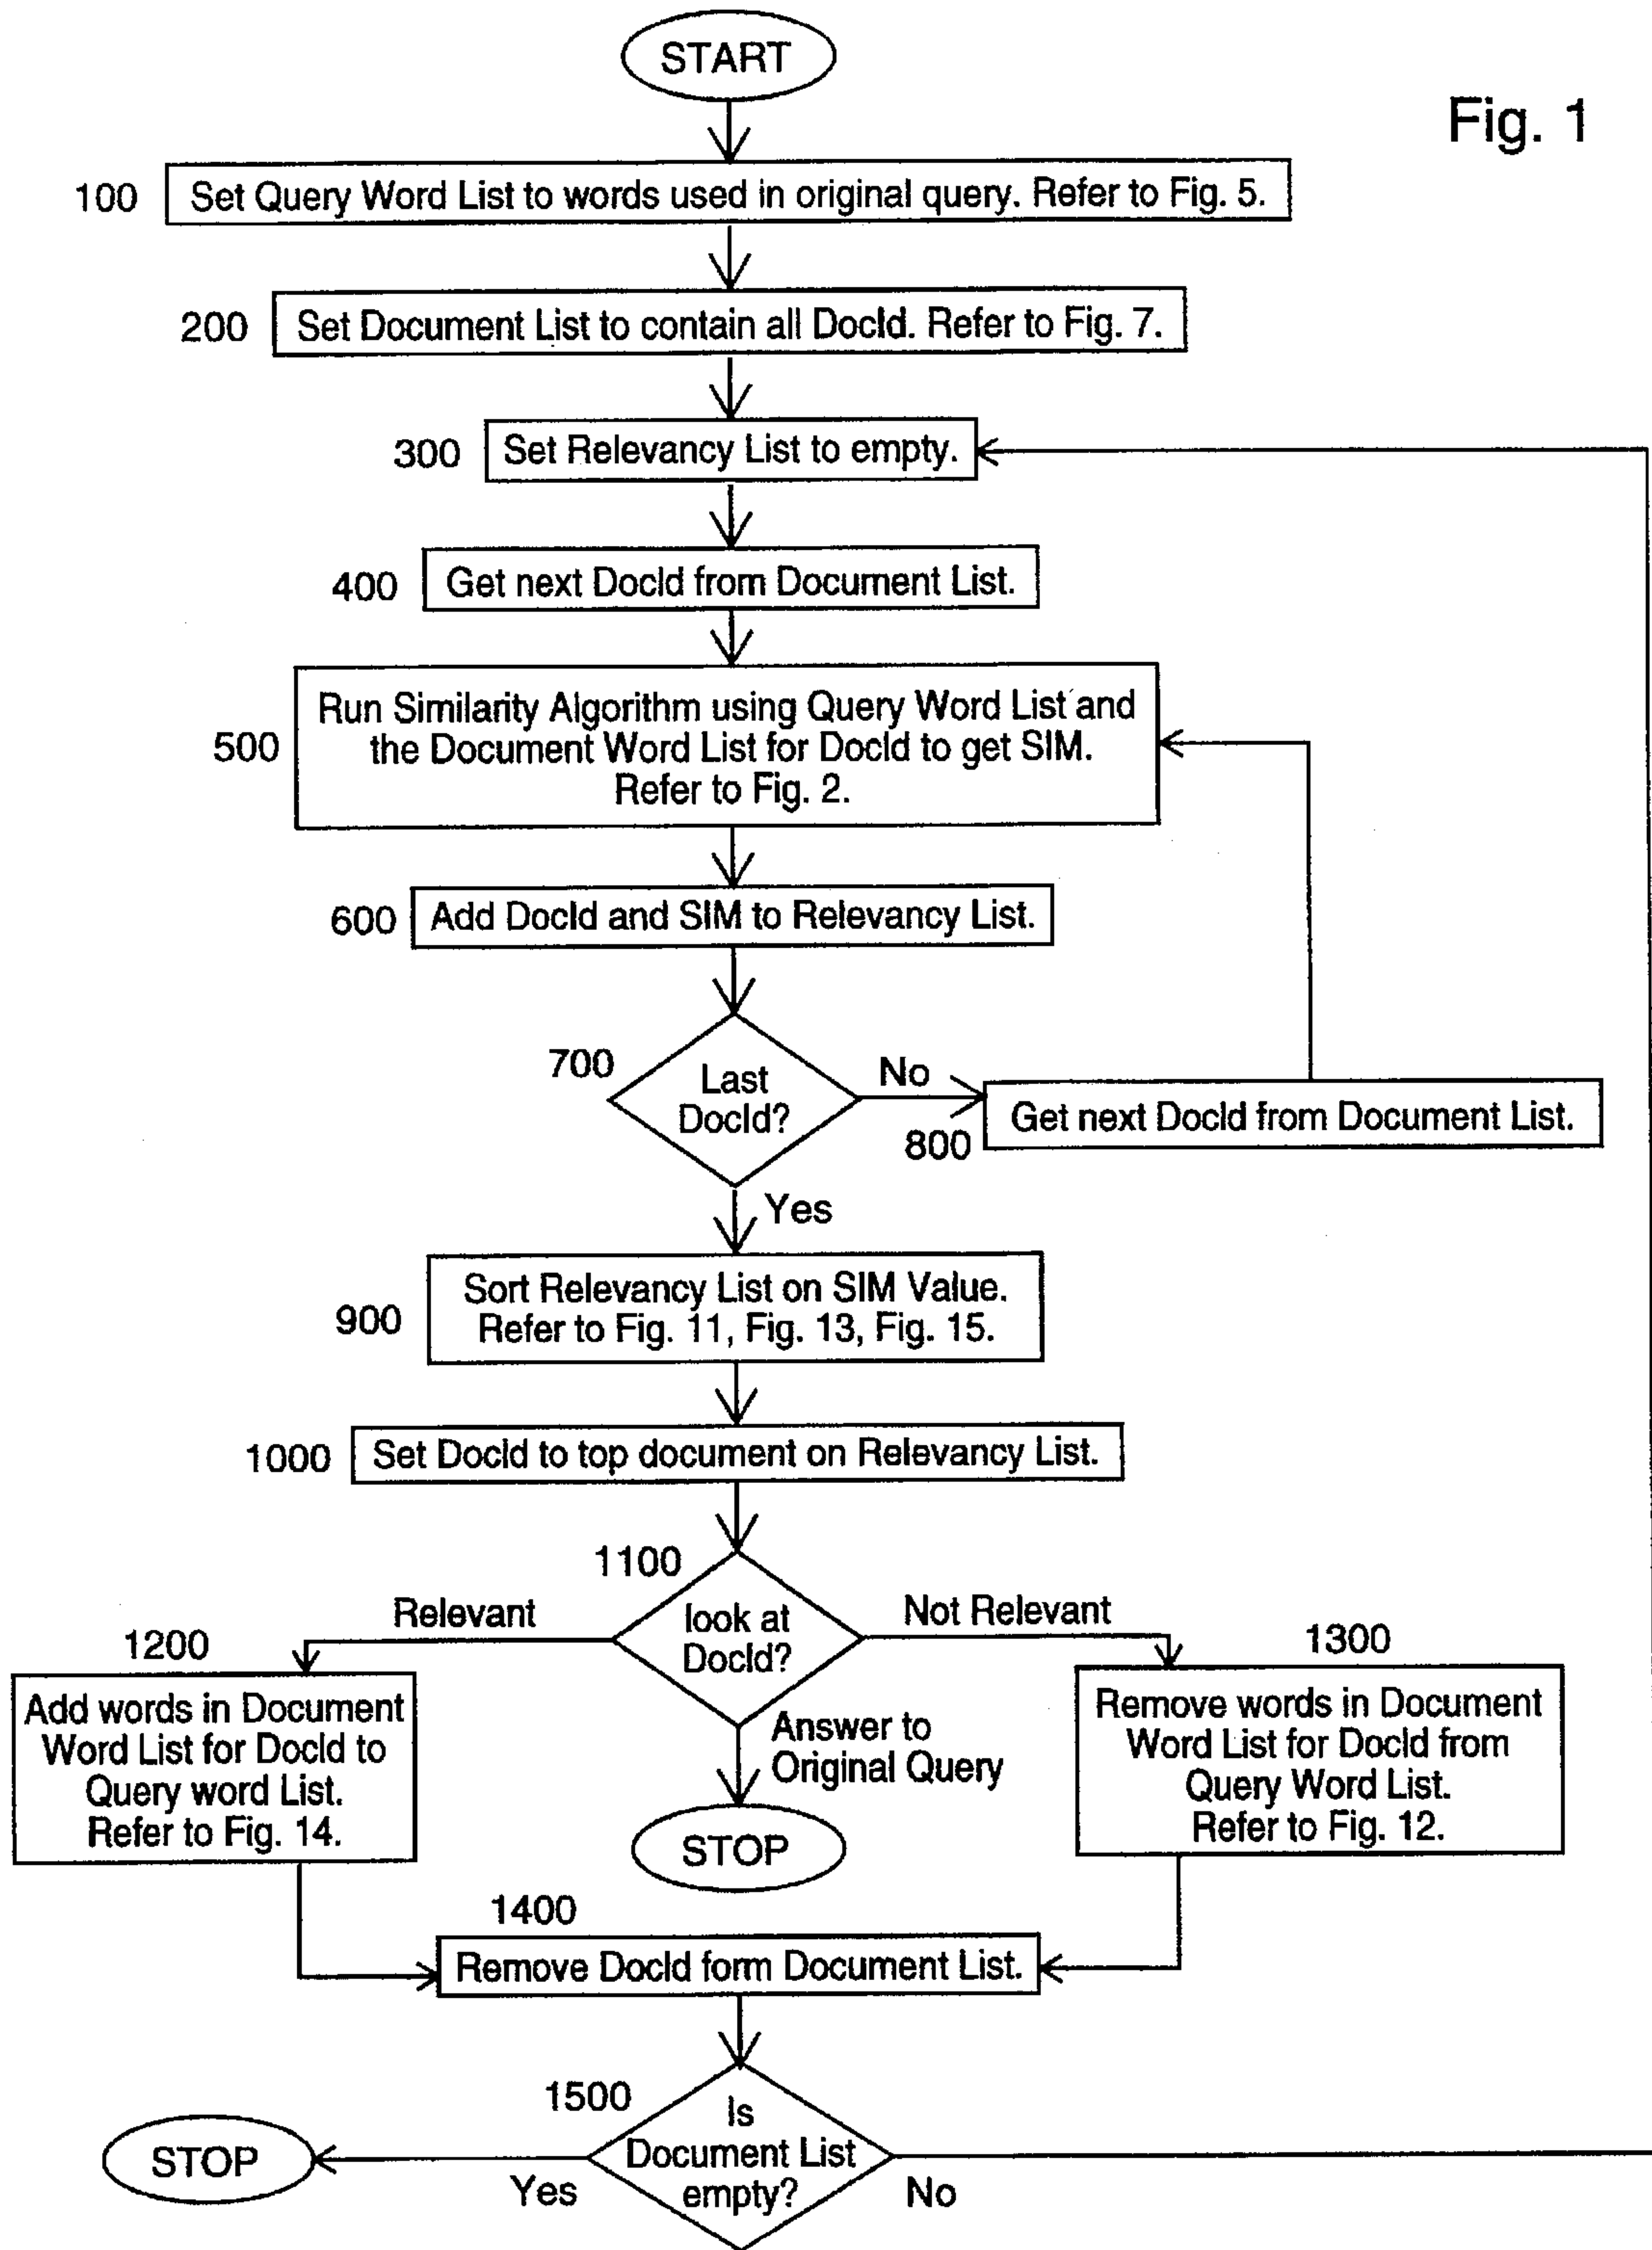 START
Fig. 1
100
Set Query Word List to words used in original query. Refer to Fig. 5.
200
Set Document List to contain all DocId. Refer to Fig. 7.
300
Set Relevancy List to empty.
400
Get next DocId from Document List.
500
Run Similarity Algorithm using Query Word List and
the Document Word List for DocId to get SIM.
Refer to Fig. 2.
600
Add DocId and SIM to Relevancy List.
700
Last
DocId?
No
800
Get next DocId from Document List.
Yes
900
Sort Relevancy List on SIM Value.
Refer to Fig. 11, Fig. 13, Fig. 15.
1000
Set DocId to top document on Relevancy List.
1100
look at
DocId?
Relevant
Not Relevant
1200
Add words in Document
Word List for DocId to
Query word List.
Refer to Fig. 14.
Answer to
Original Query
STOP
1300
Remove words in Document
Word List for DocId from
Query Word List.
Refer to Fig. 12.
1400
Remove DocId form Document List.
1500
Is
Document List
empty?
Yes
STOP
No